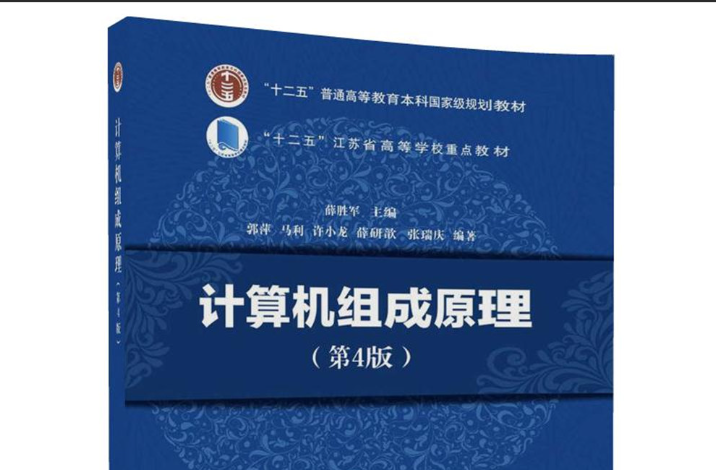 "十二五"普通高等教育本科国家级规划教材
"十二五"江苏省高等学校重点教材
薛胜军 主编
郭萍 马利 许小龙 薛研歆 张瑞庆 编著
计算机组成原理
（第4版）
十二五
计算机组成原理（第4版）